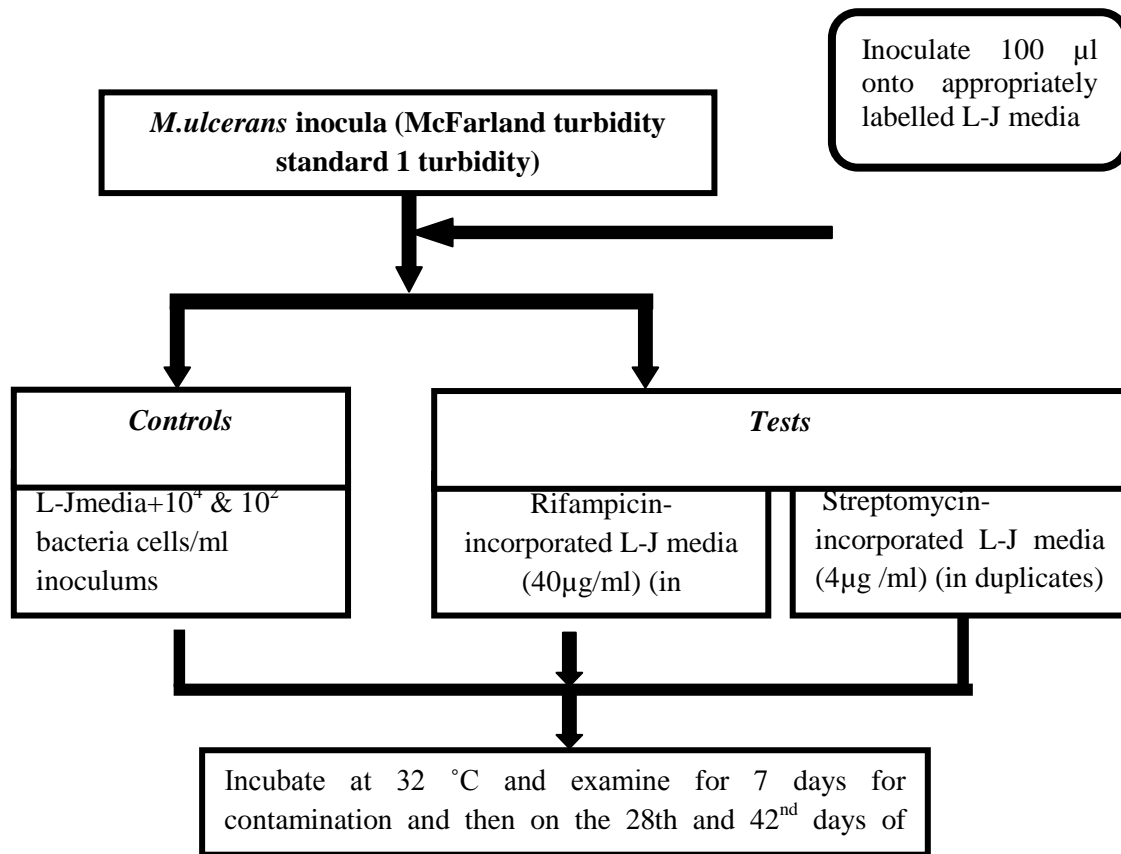 Inoculate 100 µl
onto appropriately
labelled L-J media
M.ulcerans inocula (McFarland turbidity
standard 1 turbidity)
Controls
L-Jmedia+10⁴ & 10²
bacteria cells/ml
inoculums
Tests
Rifampicin-
incorporated L-J media
(40µg/ml) (in
Streptomycin-
incorporated L-J media
(4µg /ml) (in duplicates)
Incubate at 32 ˚C and examine for 7 days for
contamination and then on the 28th and 42ⁿᵈ days of